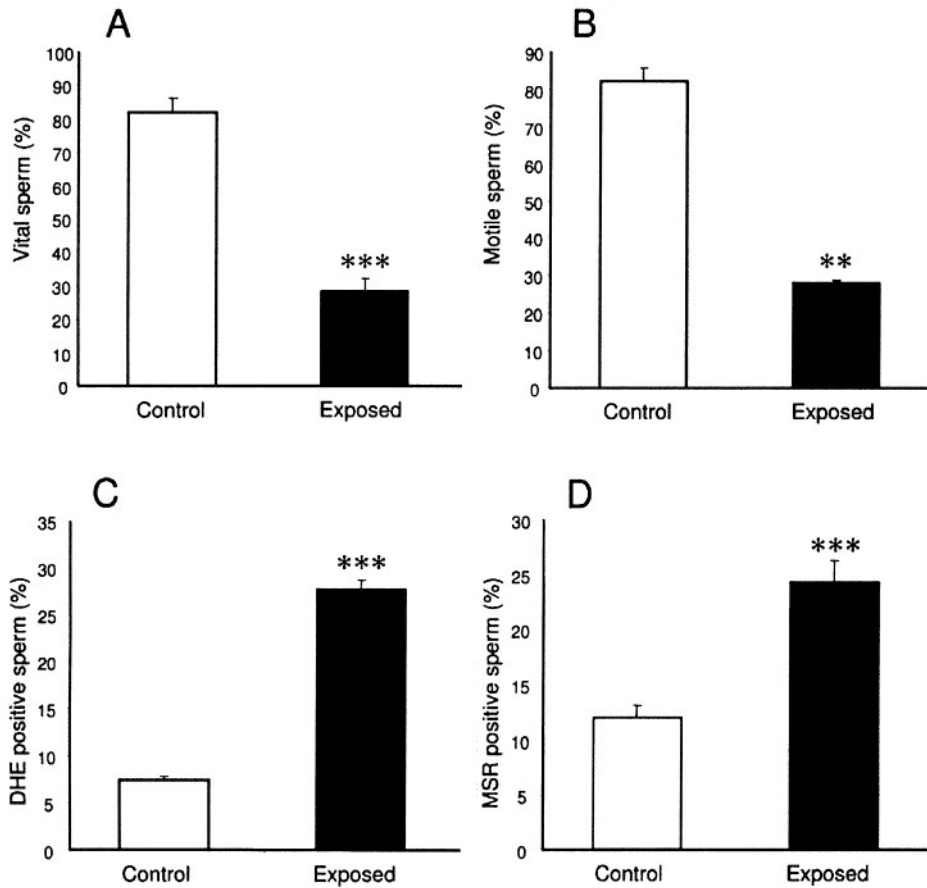 A
Vital sperm (%)
100
90
80
70
60
50
40
30
20
10
0
***
Control
Exposed
B
Motile sperm (%)
90
80
70
60
50
40
30
20
10
0
**
Control
Exposed
C
DHE positive sperm (%)
35
30
25
20
15
10
5
0
***
Control
Exposed
D
MSR positive sperm (%)
30
25
20
15
10
5
0
***
Control
Exposed